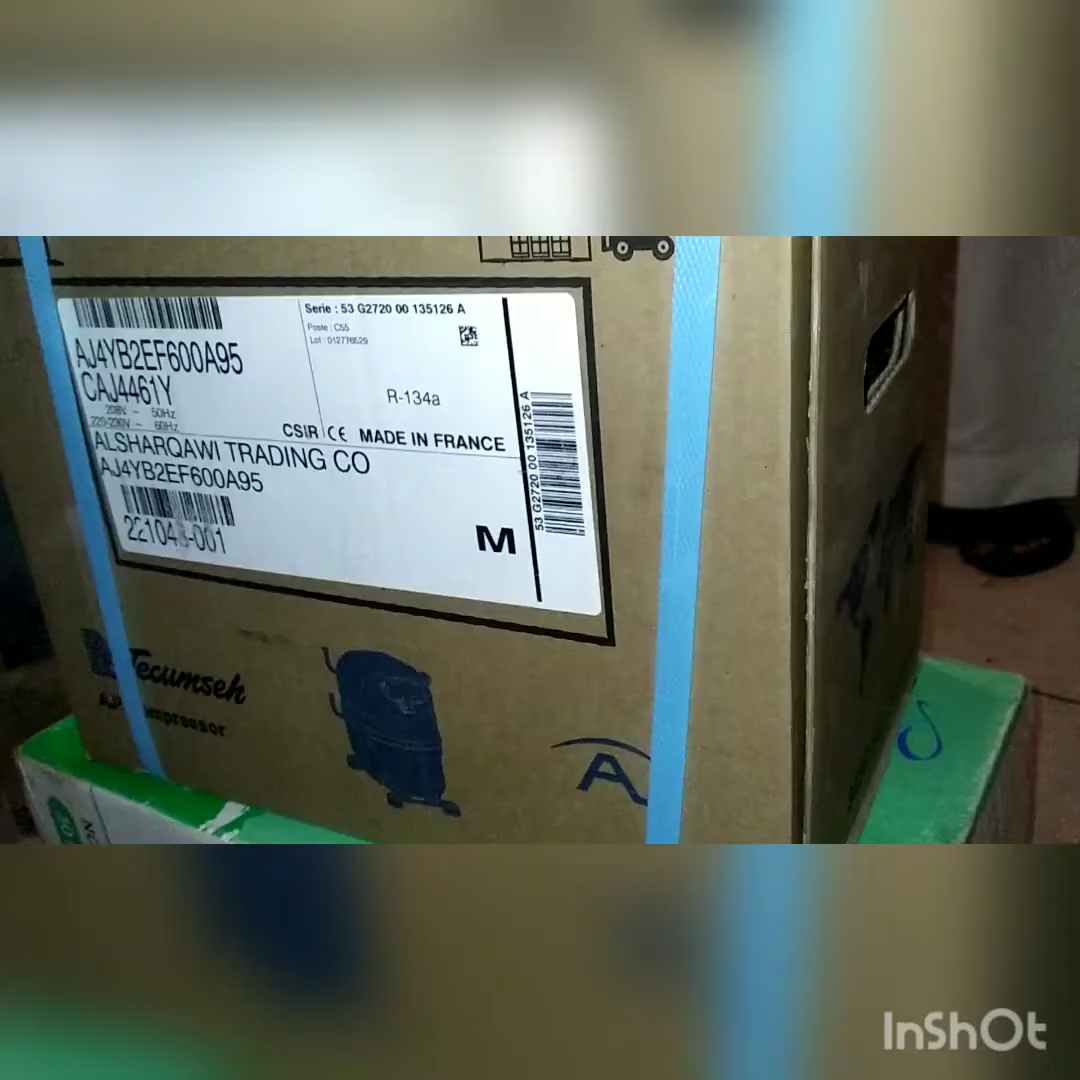 Serie : 53 G2720 00 135126 A
Poste : C55
Lot : 012776529
AJ4YB2EF600A95
CAJ4461Y
208V - 50Hz
220-230V - 60Hz
R-134a
CSIR CE MADE IN FRANCE
ALSHARQAWI TRADING CO
AJ4YB2EF600A95
M
53 G2720 00 135126 A
Tecumseh
A
InShOt